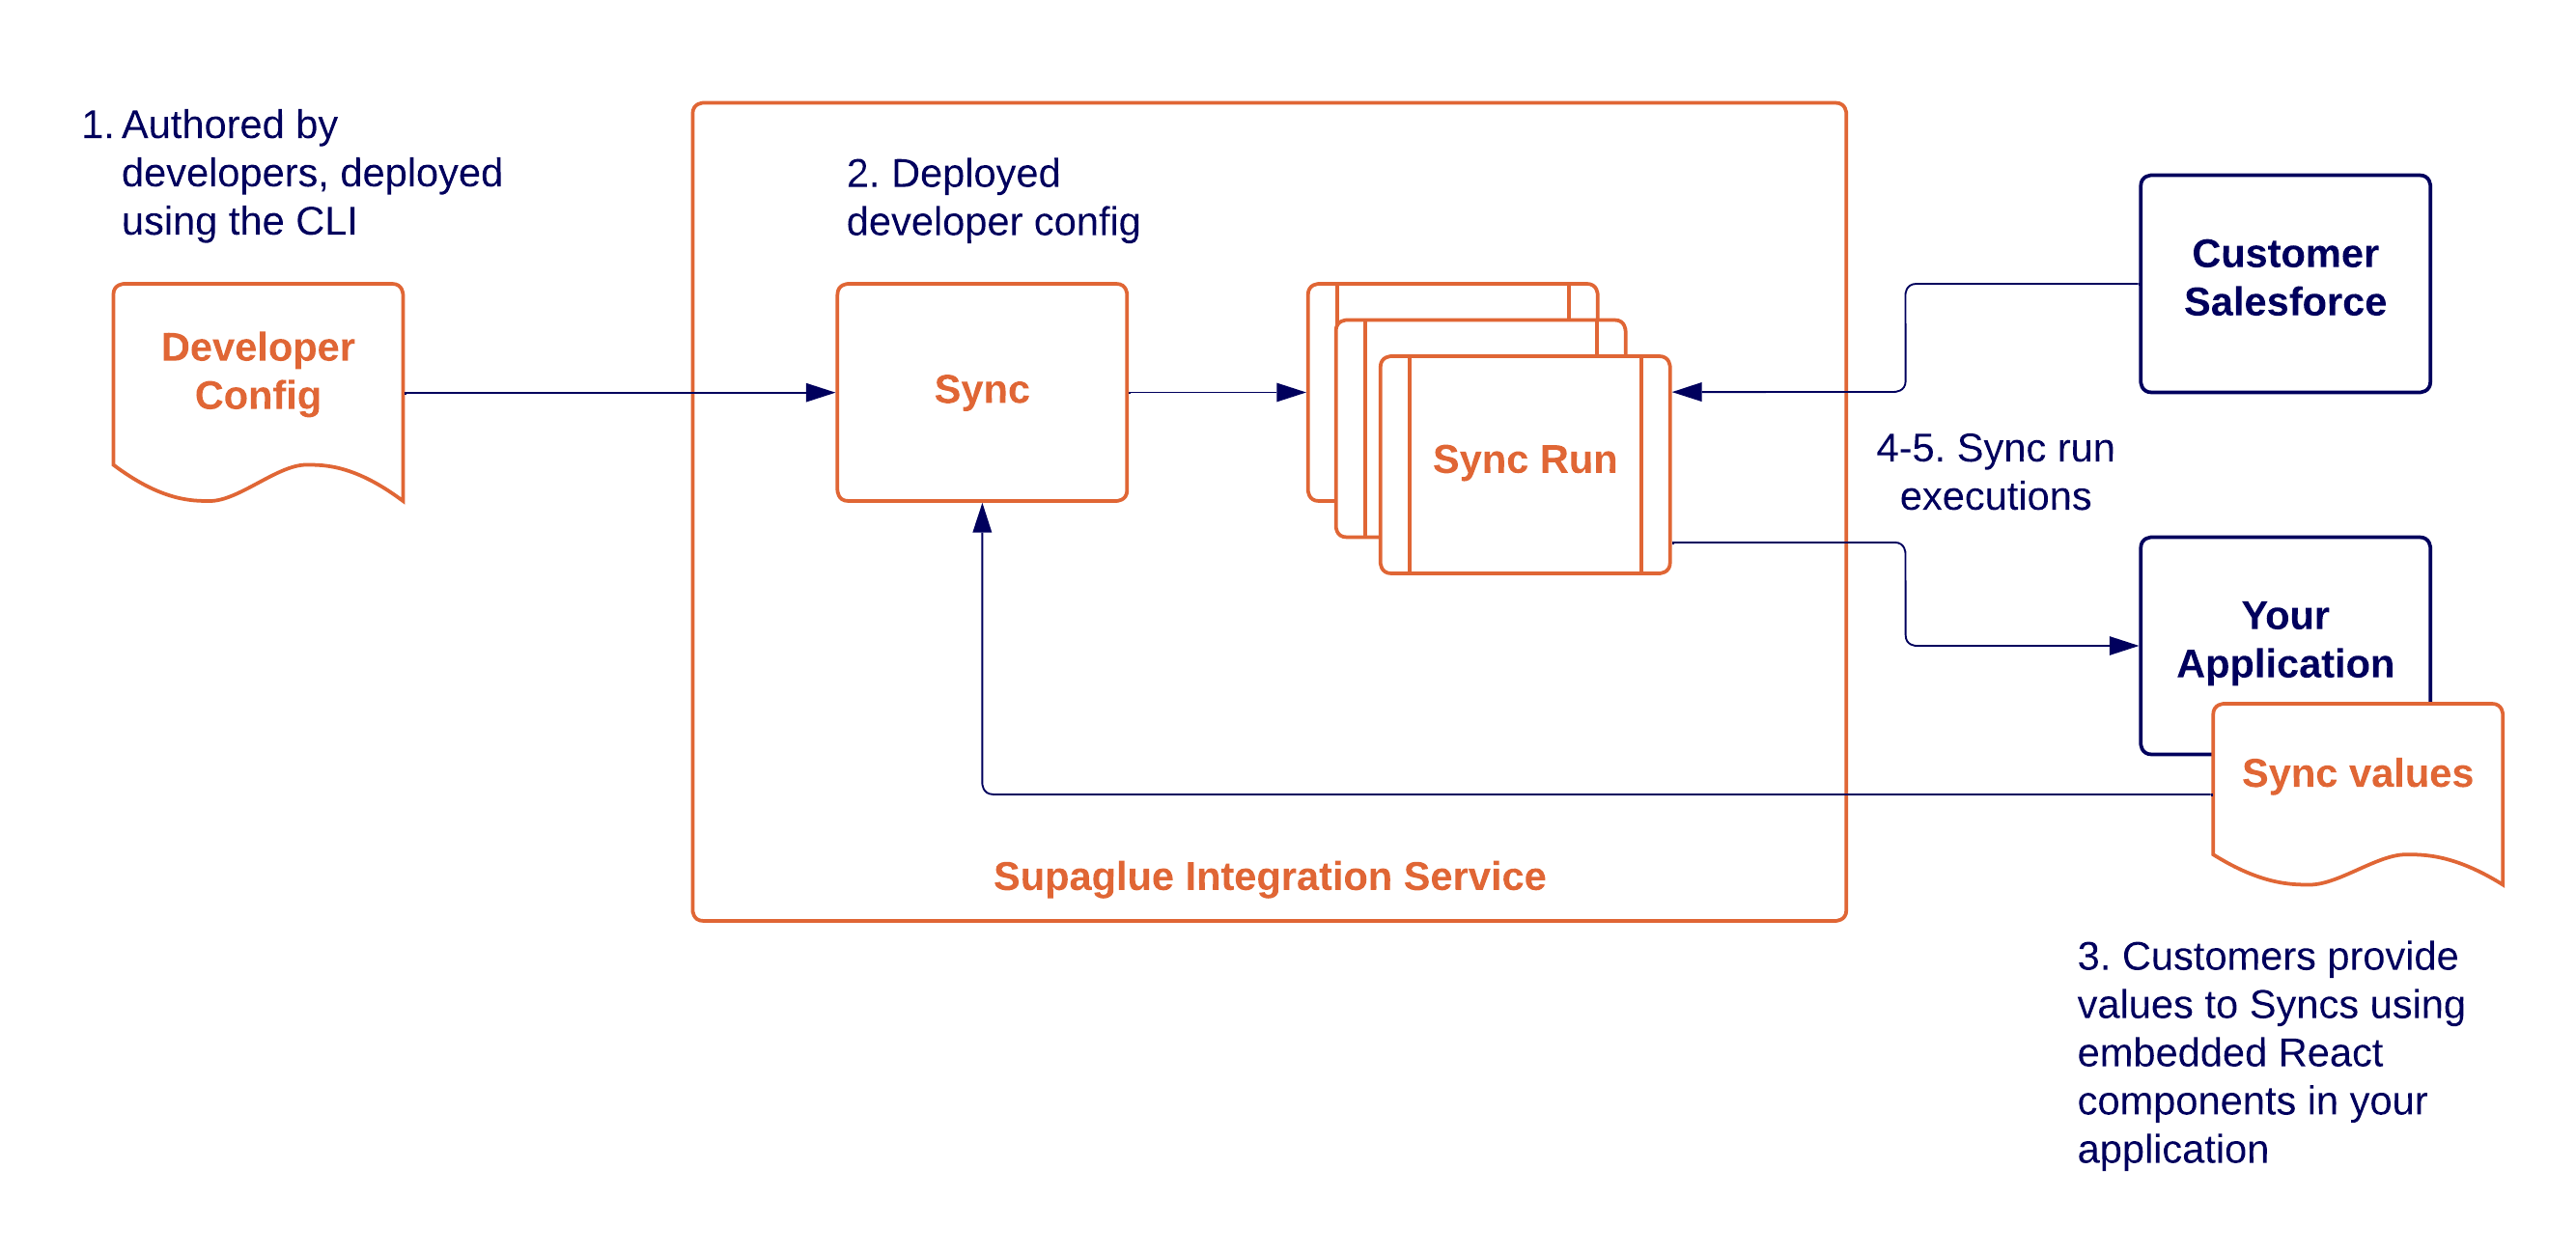 1. Authored by
developers, deployed
using the CLI
Developer
Config
2. Deployed
developer config
Sync
Sync Run
Supaglue Integration Service
Customer
Salesforce
4-5. Sync run
executions
Your
Application
Sync values
3. Customers provide
values to Syncs using
embedded React
components in your
application